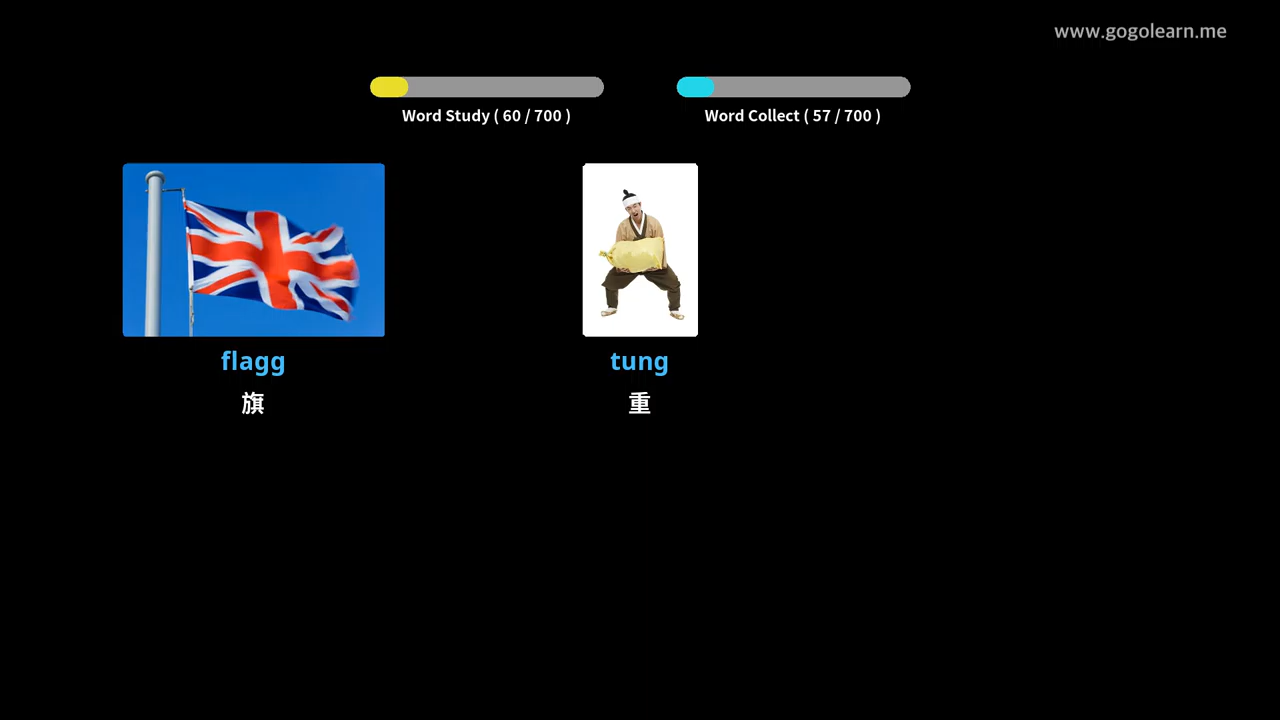 www.gogolearn.me
Word Study ( 60 / 700 )
Word Collect ( 57 / 700 )
flagg
tung
旗
重